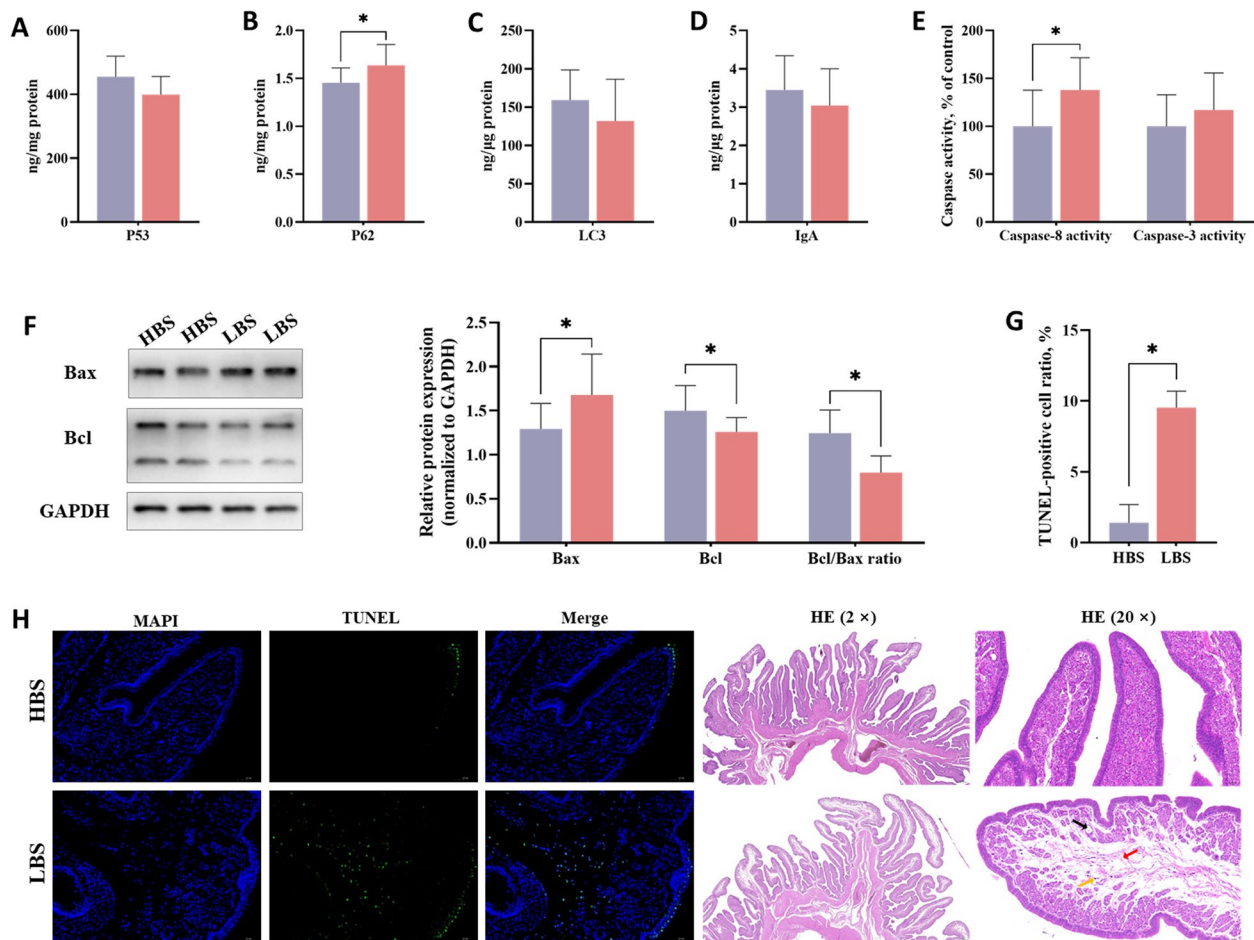 A
ng/mg protein
600
400
200
0
P53
B
ng/mg protein
2.0
1.5
1.0
0.5
0.0
*
P62
C
ng/µg protein
250
200
150
100
50
0
LC3
D
ng/µg protein
5
4
3
2
1
0
IgA
E
Caspase activity, % of control
200
150
100
50
0
*
Caspase-8 activity
Caspase-3 activity
F
HBS HBS LBS LBS
Bax
Bcl
GAPDH
Relative protein expression
(normalized to GAPDH)
2.5
2.0
1.5
1.0
0.5
0.0
*
*
*
Bax
Bcl
Bcl/Bax ratio
G
TUNEL-positive cell ratio, %
15
10
5
0
*
HBS
LBS
H
MAPI
TUNEL
Merge
HE (2 ×)
HE (20 ×)
HBS
LBS